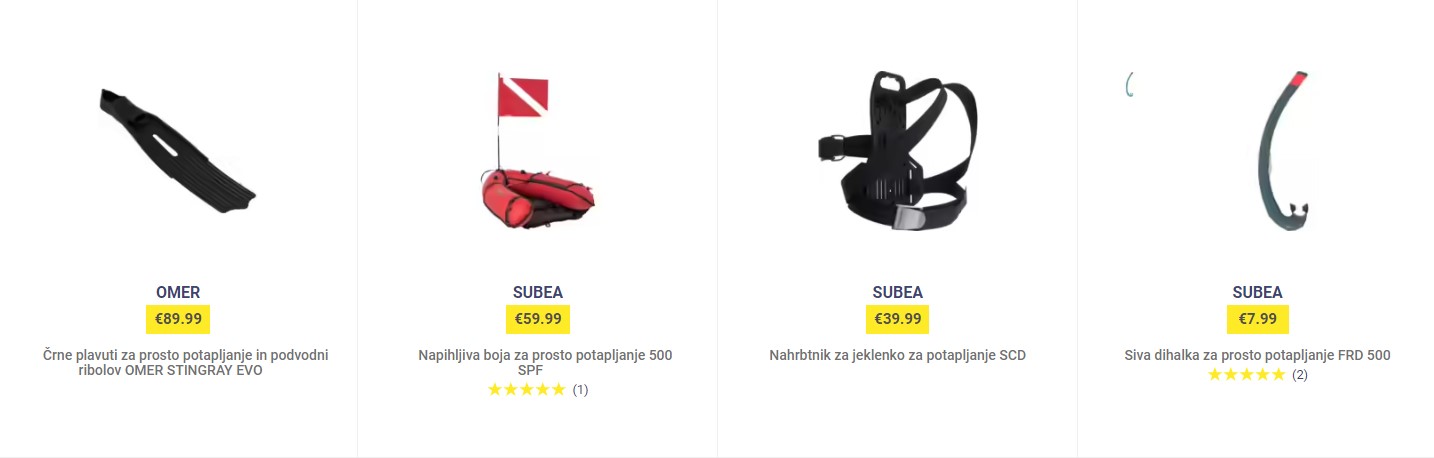 OMER
€89.99
Črne plavuti za prosto potapljanje in podvodni
ribolov OMER STINGRAY EVO
SUBEA
€59.99
Napihljiva boja za prosto potapljanje 500
SPF
(1)
SUBEA
€39.99
Nahrbtnik za jeklenko za potapljanje SCD
SUBEA
€7.99
Siva dihalka za prosto potapljanje FRD 500
(2)